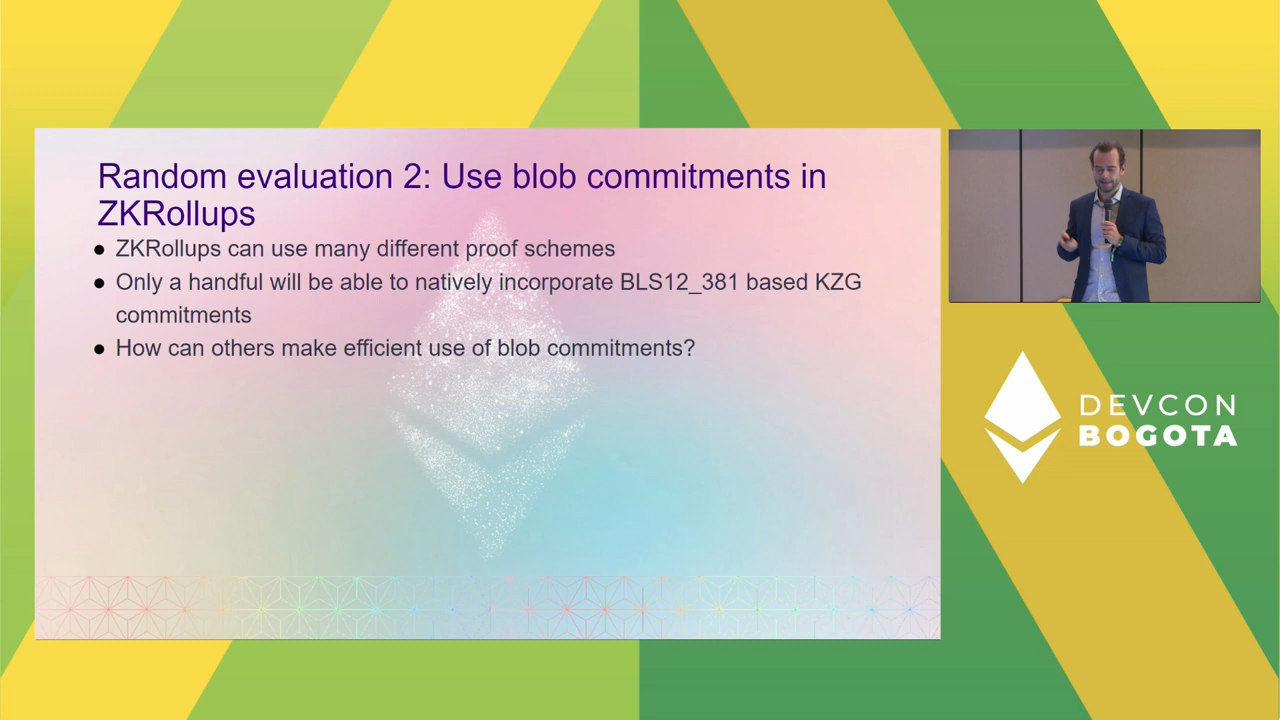 Random evaluation 2: Use blob commitments in
ZKRollups
● ZKRollups can use many different proof schemes
● Only a handful will be able to natively incorporate BLS12_381 based KZG
commitments
● How can others make efficient use of blob commitments?
DEVCON
BOGOTA